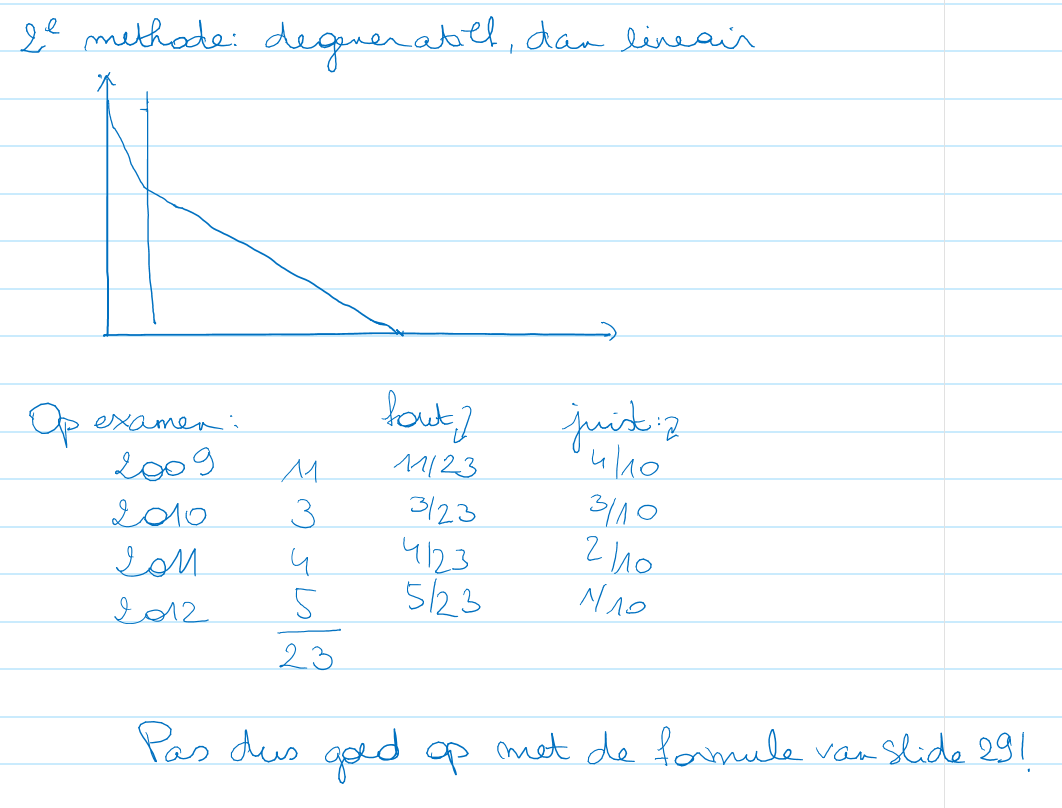 2e methode: degeneratief, dan lineair
Op examen: fout: juist:
2009 11 11/23 4/10
2010 3 3/23 3/10
2011 4 4/23 2/10
2012 5 5/23 1/10
23
Pas dus goed op met de formule van slide 29!